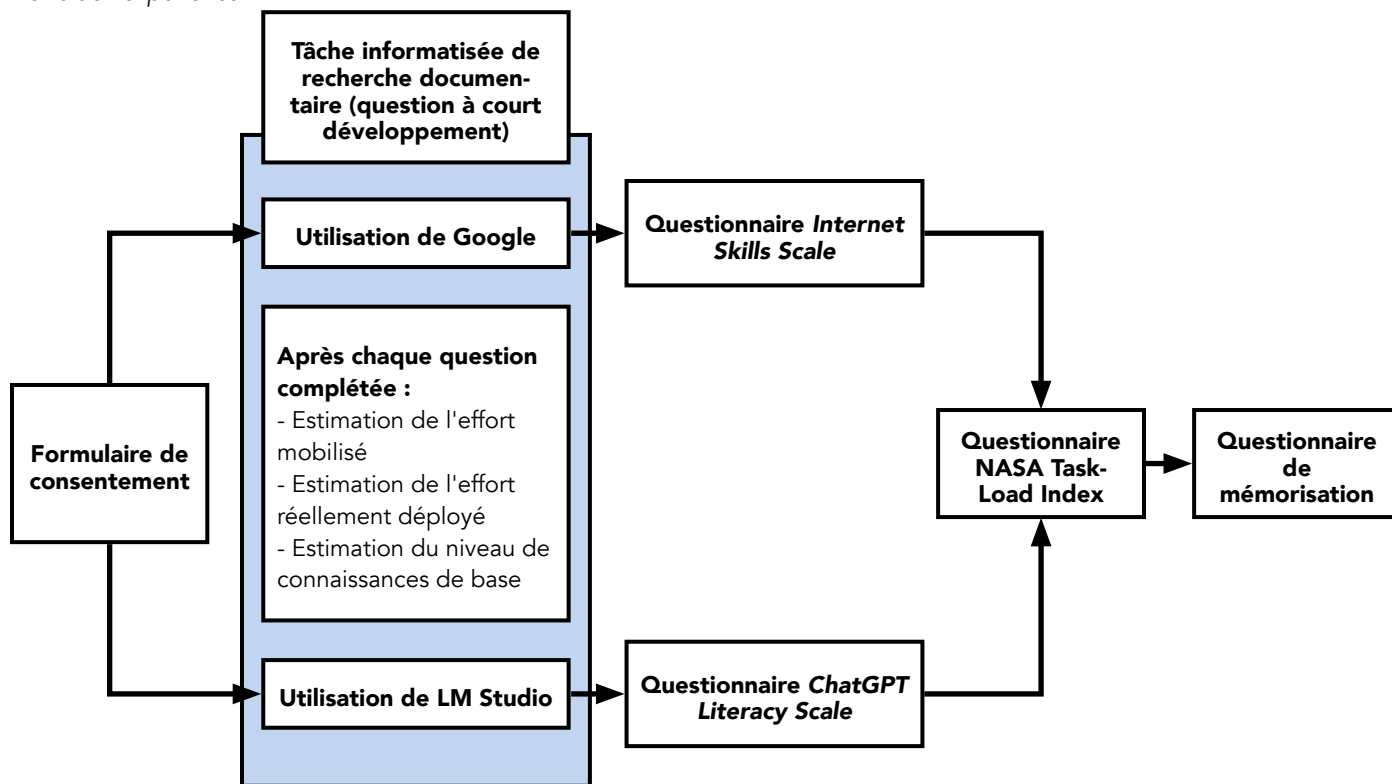 Tâche informatisée de
recherche documen-
taire (question à court
développement)
Utilisation de Google
Questionnaire Internet
Skills Scale
Après chaque question
complétée :
- Estimation de l'effort
mobilisé
- Estimation de l'effort
réellement déployé
- Estimation du niveau de
connaissances de base
Formulaire de
consentement
Questionnaire
NASA Task-
Load Index
Questionnaire
de
mémorisation
Utilisation de LM Studio
Questionnaire ChatGPT
Literacy Scale